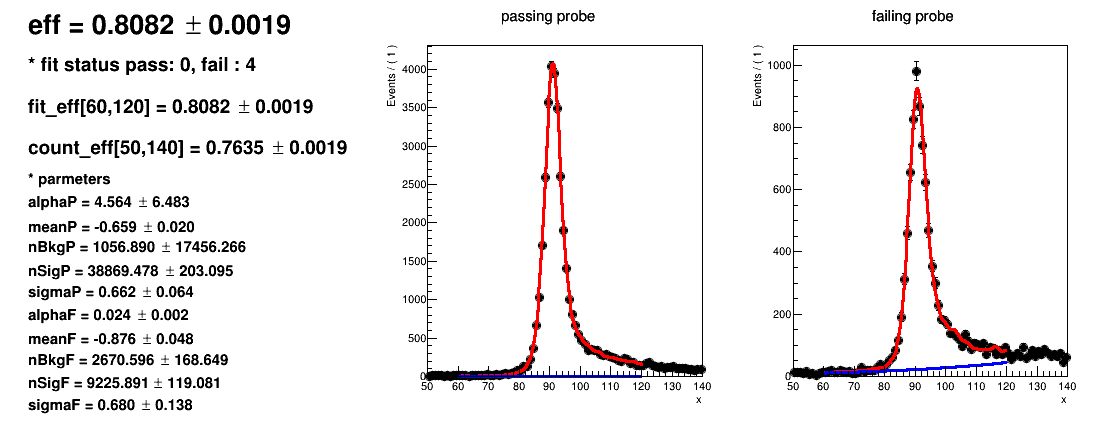 eff = 0.8082 ± 0.0019
* fit status pass: 0, fail : 4
fit_eff[60,120] = 0.8082 ± 0.0019
count_eff[50,140] = 0.7635 ± 0.0019
* parmeters
alphaP = 4.564 ± 6.483
meanP = -0.659 ± 0.020
nBkgP = 1056.890 ± 17456.266
nSigP = 38869.478 ± 203.095
sigmaP = 0.662 ± 0.064
alphaF = 0.024 ± 0.002
meanF = -0.876 ± 0.048
nBkgF = 2670.596 ± 168.649
nSigF = 9225.891 ± 119.081
sigmaF = 0.680 ± 0.138
passing probe
Events / ( 1 )
4000
3500
3000
2500
2000
1500
1000
500
0
50 60 70 80 90 100 110 120 130 140
x
failing probe
Events / ( 1 )
1000
800
600
400
200
0
50 60 70 80 90 100 110 120 130 140
x